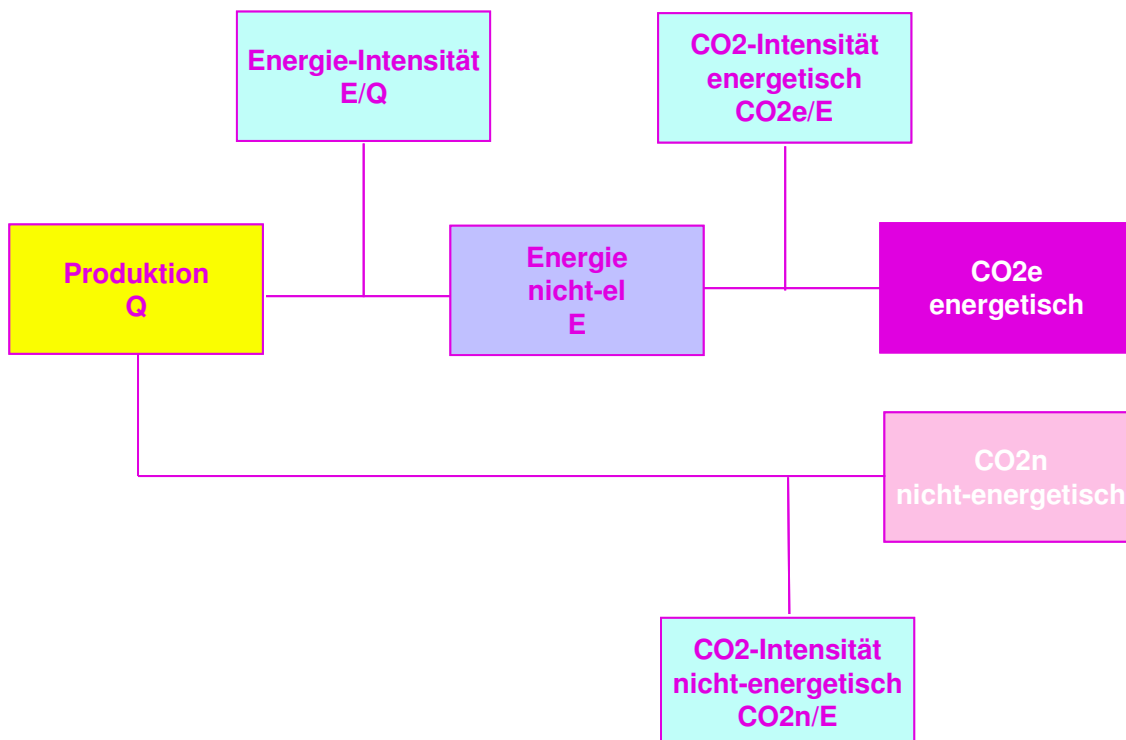 Energie-Intensität
E/Q
CO2-Intensität
energetisch
CO2e/E
Produktion
Q
Energie
nicht-el
E
CO2e
energetisch
CO2n
nicht-energetisch
CO2-Intensität
nicht-energetisch
CO2n/E